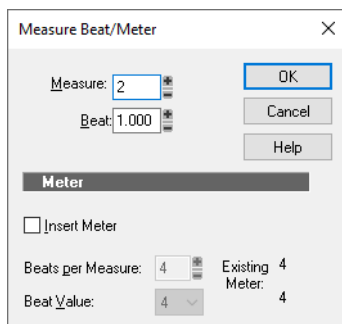 Measure Beat/Meter
Measure: 2
OK
Beat: 1.000
Cancel
Help
Meter
Insert Meter
Beats per Measure: 4
Existing Meter: 4
4
Beat Value: 4